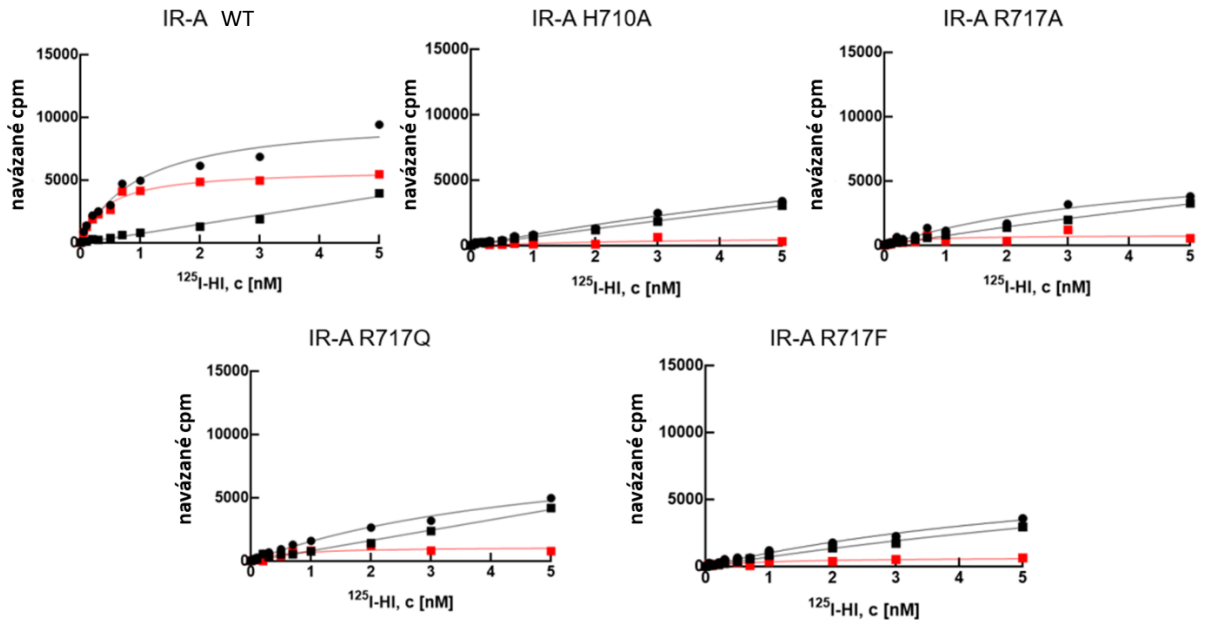 IR-A WT
15000
10000
5000
0
navázané cpm
0 1 2 3 4 5
¹²⁵I-HI, c [nM]
IR-A H710A
15000
10000
5000
0
navázané cpm
0 1 2 3 4 5
¹²⁵I-HI, c [nM]
IR-A R717A
15000
10000
5000
0
navázané cpm
0 1 2 3 4 5
¹²⁵I-HI, c [nM]
IR-A R717Q
15000
10000
5000
0
navázané cpm
0 1 2 3 4 5
¹²⁵I-HI, c [nM]
IR-A R717F
15000
10000
5000
0
navázané cpm
0 1 2 3 4 5
¹²⁵I-HI, c [nM]